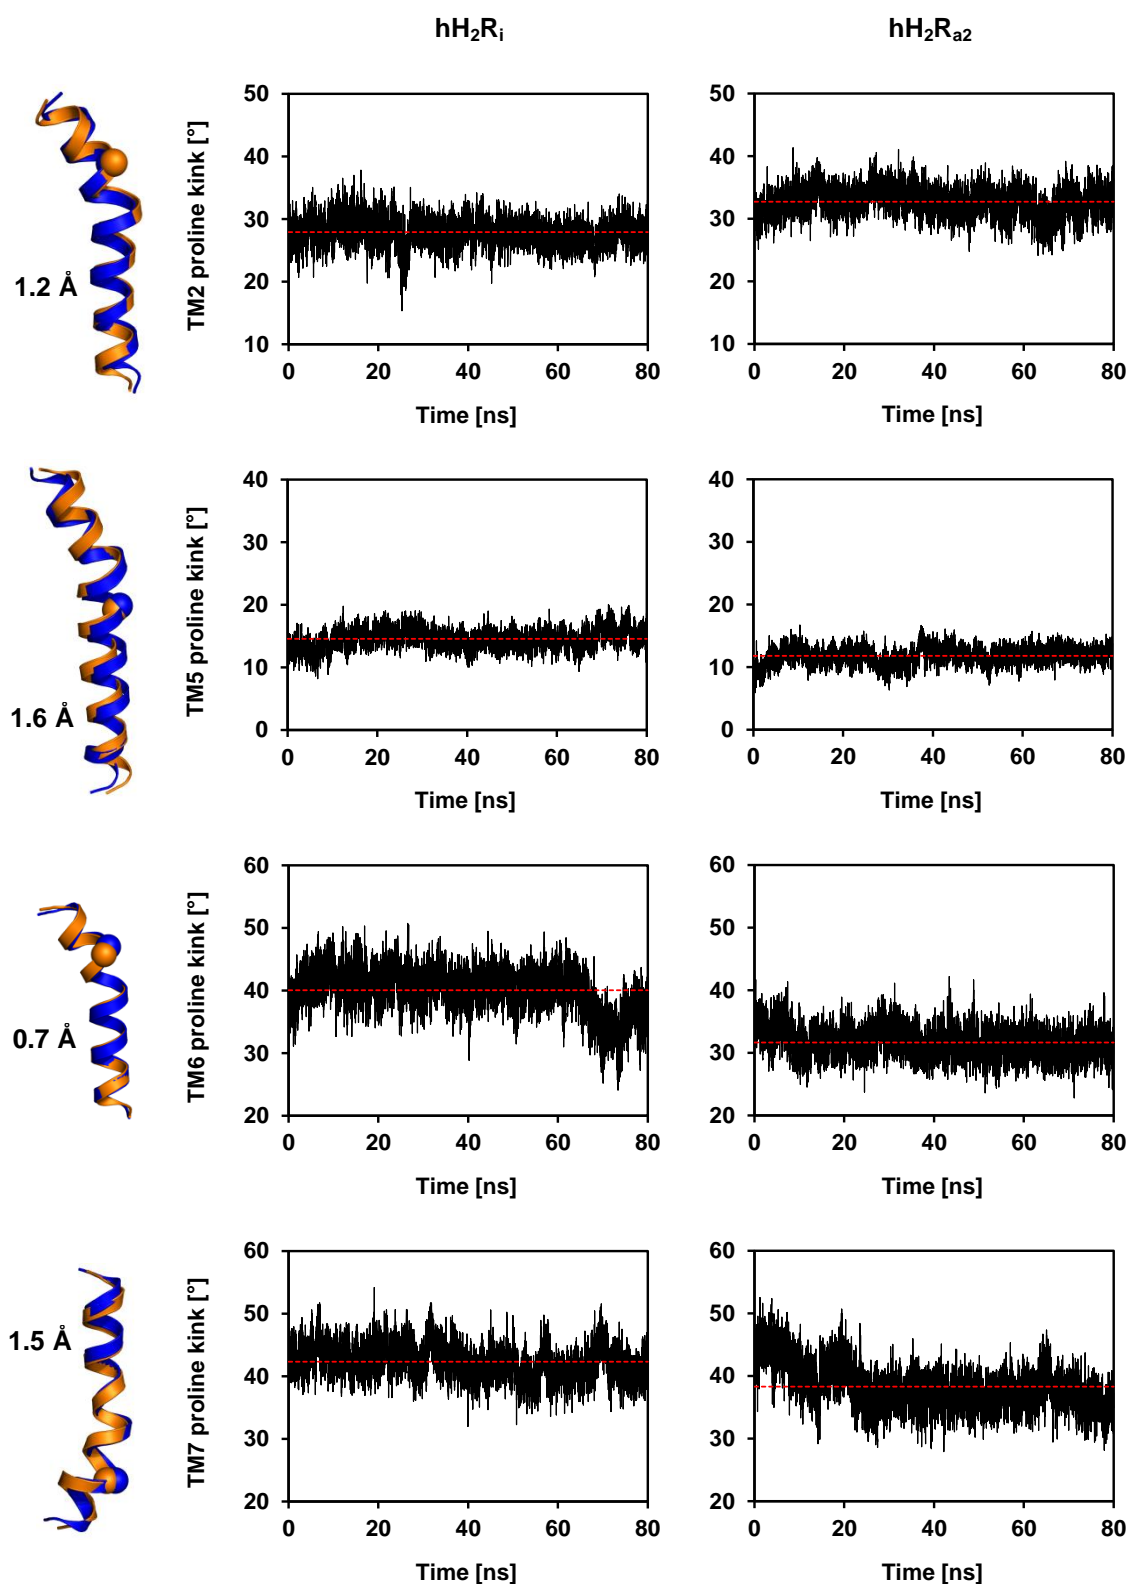 hH₂Rᵢ hH₂Rₐ₂
50 50
40 40
30 30
20 20
10 10
0 20 40 60 80 0 20 40 60 80
TM2 proline kink [°]
1.2 Å
Time [ns] Time [ns]
40 40
30 30
20 20
10 10
0 0
0 20 40 60 80 0 20 40 60 80
TM5 proline kink [°]
1.6 Å
Time [ns] Time [ns]
60 60
50 50
40 40
30 30
20 20
0 20 40 60 80 0 20 40 60 80
TM6 proline kink [°]
0.7 Å
Time [ns] Time [ns]
60 60
50 50
40 40
30 30
20 20
0 20 40 60 80 0 20 40 60 80
TM7 proline kink [°]
1.5 Å
Time [ns] Time [ns]